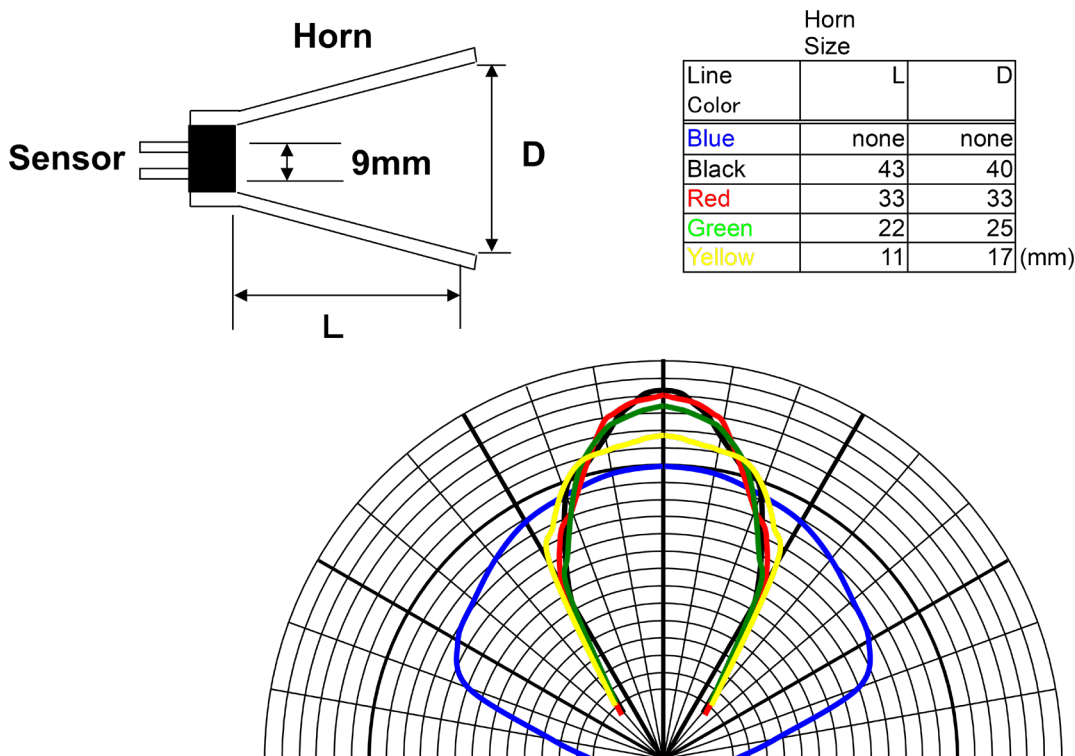 Horn
Sensor
9mm
D
L
Horn
Size
Line
Color
L
D
Blue none none
Black 43 40
Red 33 33
Green 22 25
Yellow 11 17 (mm)